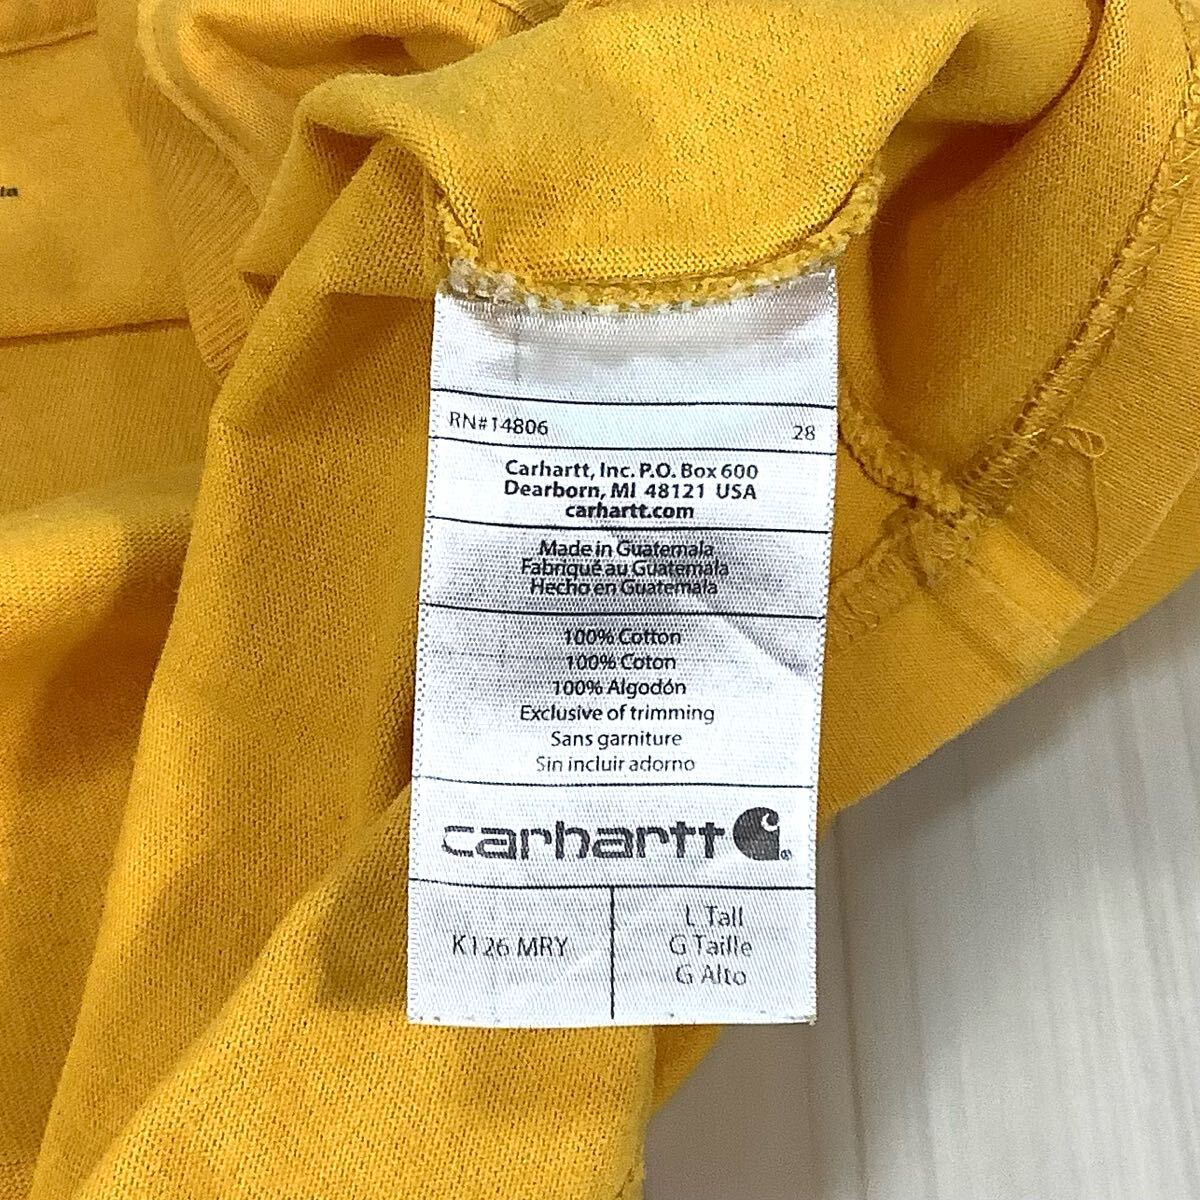 RN#14806 28
Carhartt, Inc. P.O. Box 600
Dearborn, MI 48121 USA
carhartt.com
Made in Guatemala
Fabriqué au Guatemala
Hecho en Guatemala
100% Cotton
100% Coton
100% Algodón
Exclusive of trimming
Sans garniture
Sin incluir adorno
carhartt®
K126 MRY
L Tall
G Taille
G Alto